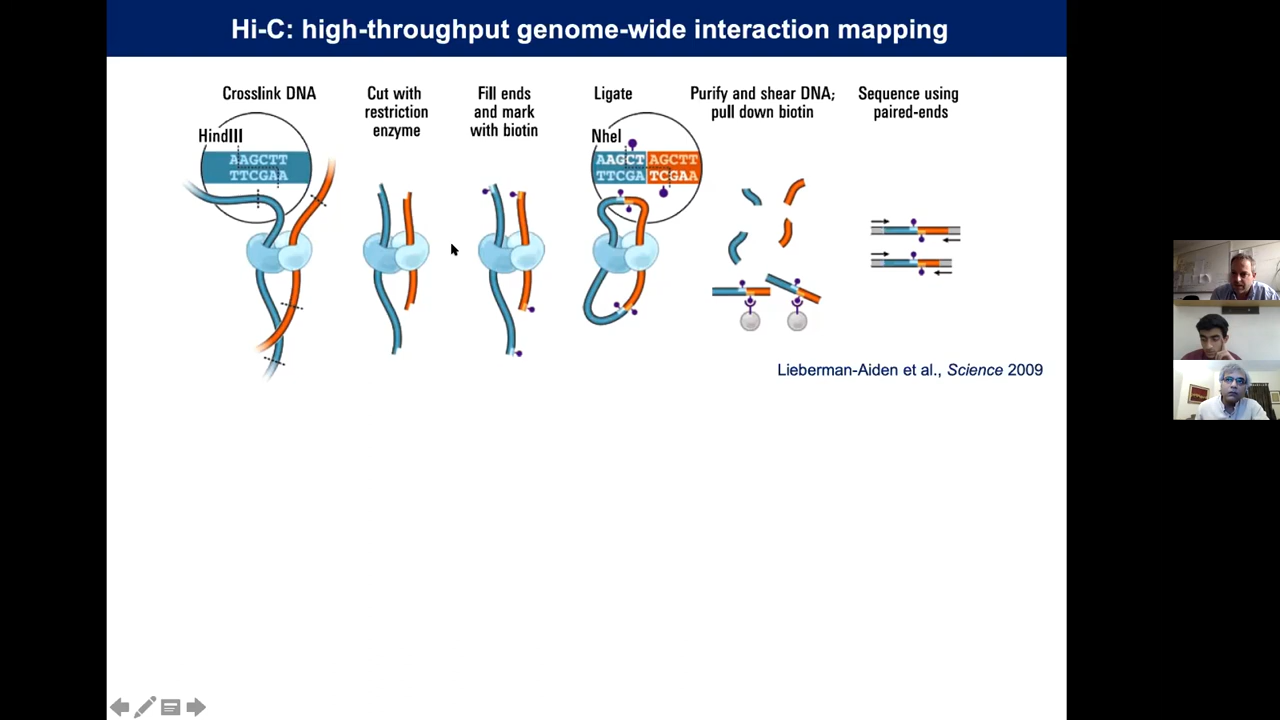 Hi-C: high-throughput genome-wide interaction mapping
Crosslink DNA
HindIII
AAGCTT
TTCGAA
Cut with
restriction
enzyme
Fill ends
and mark
with biotin
Ligate
NheI
AAGCT AGCTT
TTCGA TCGAA
Purify and shear DNA;
pull down biotin
Sequence using
paired-ends
Lieberman-Aiden et al., Science 2009